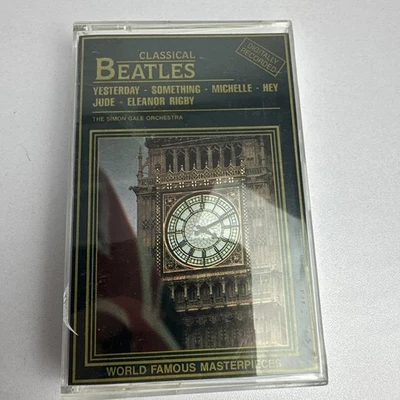 CLASSICAL
BEATLES
DIGITALLY
RECORDED
YESTERDAY - SOMETHING - MICHELLE - HEY
JUDE - ELEANOR RIGBY
THE SIMON GALE ORCHESTRA
WORLD FAMOUS MASTERPIECES